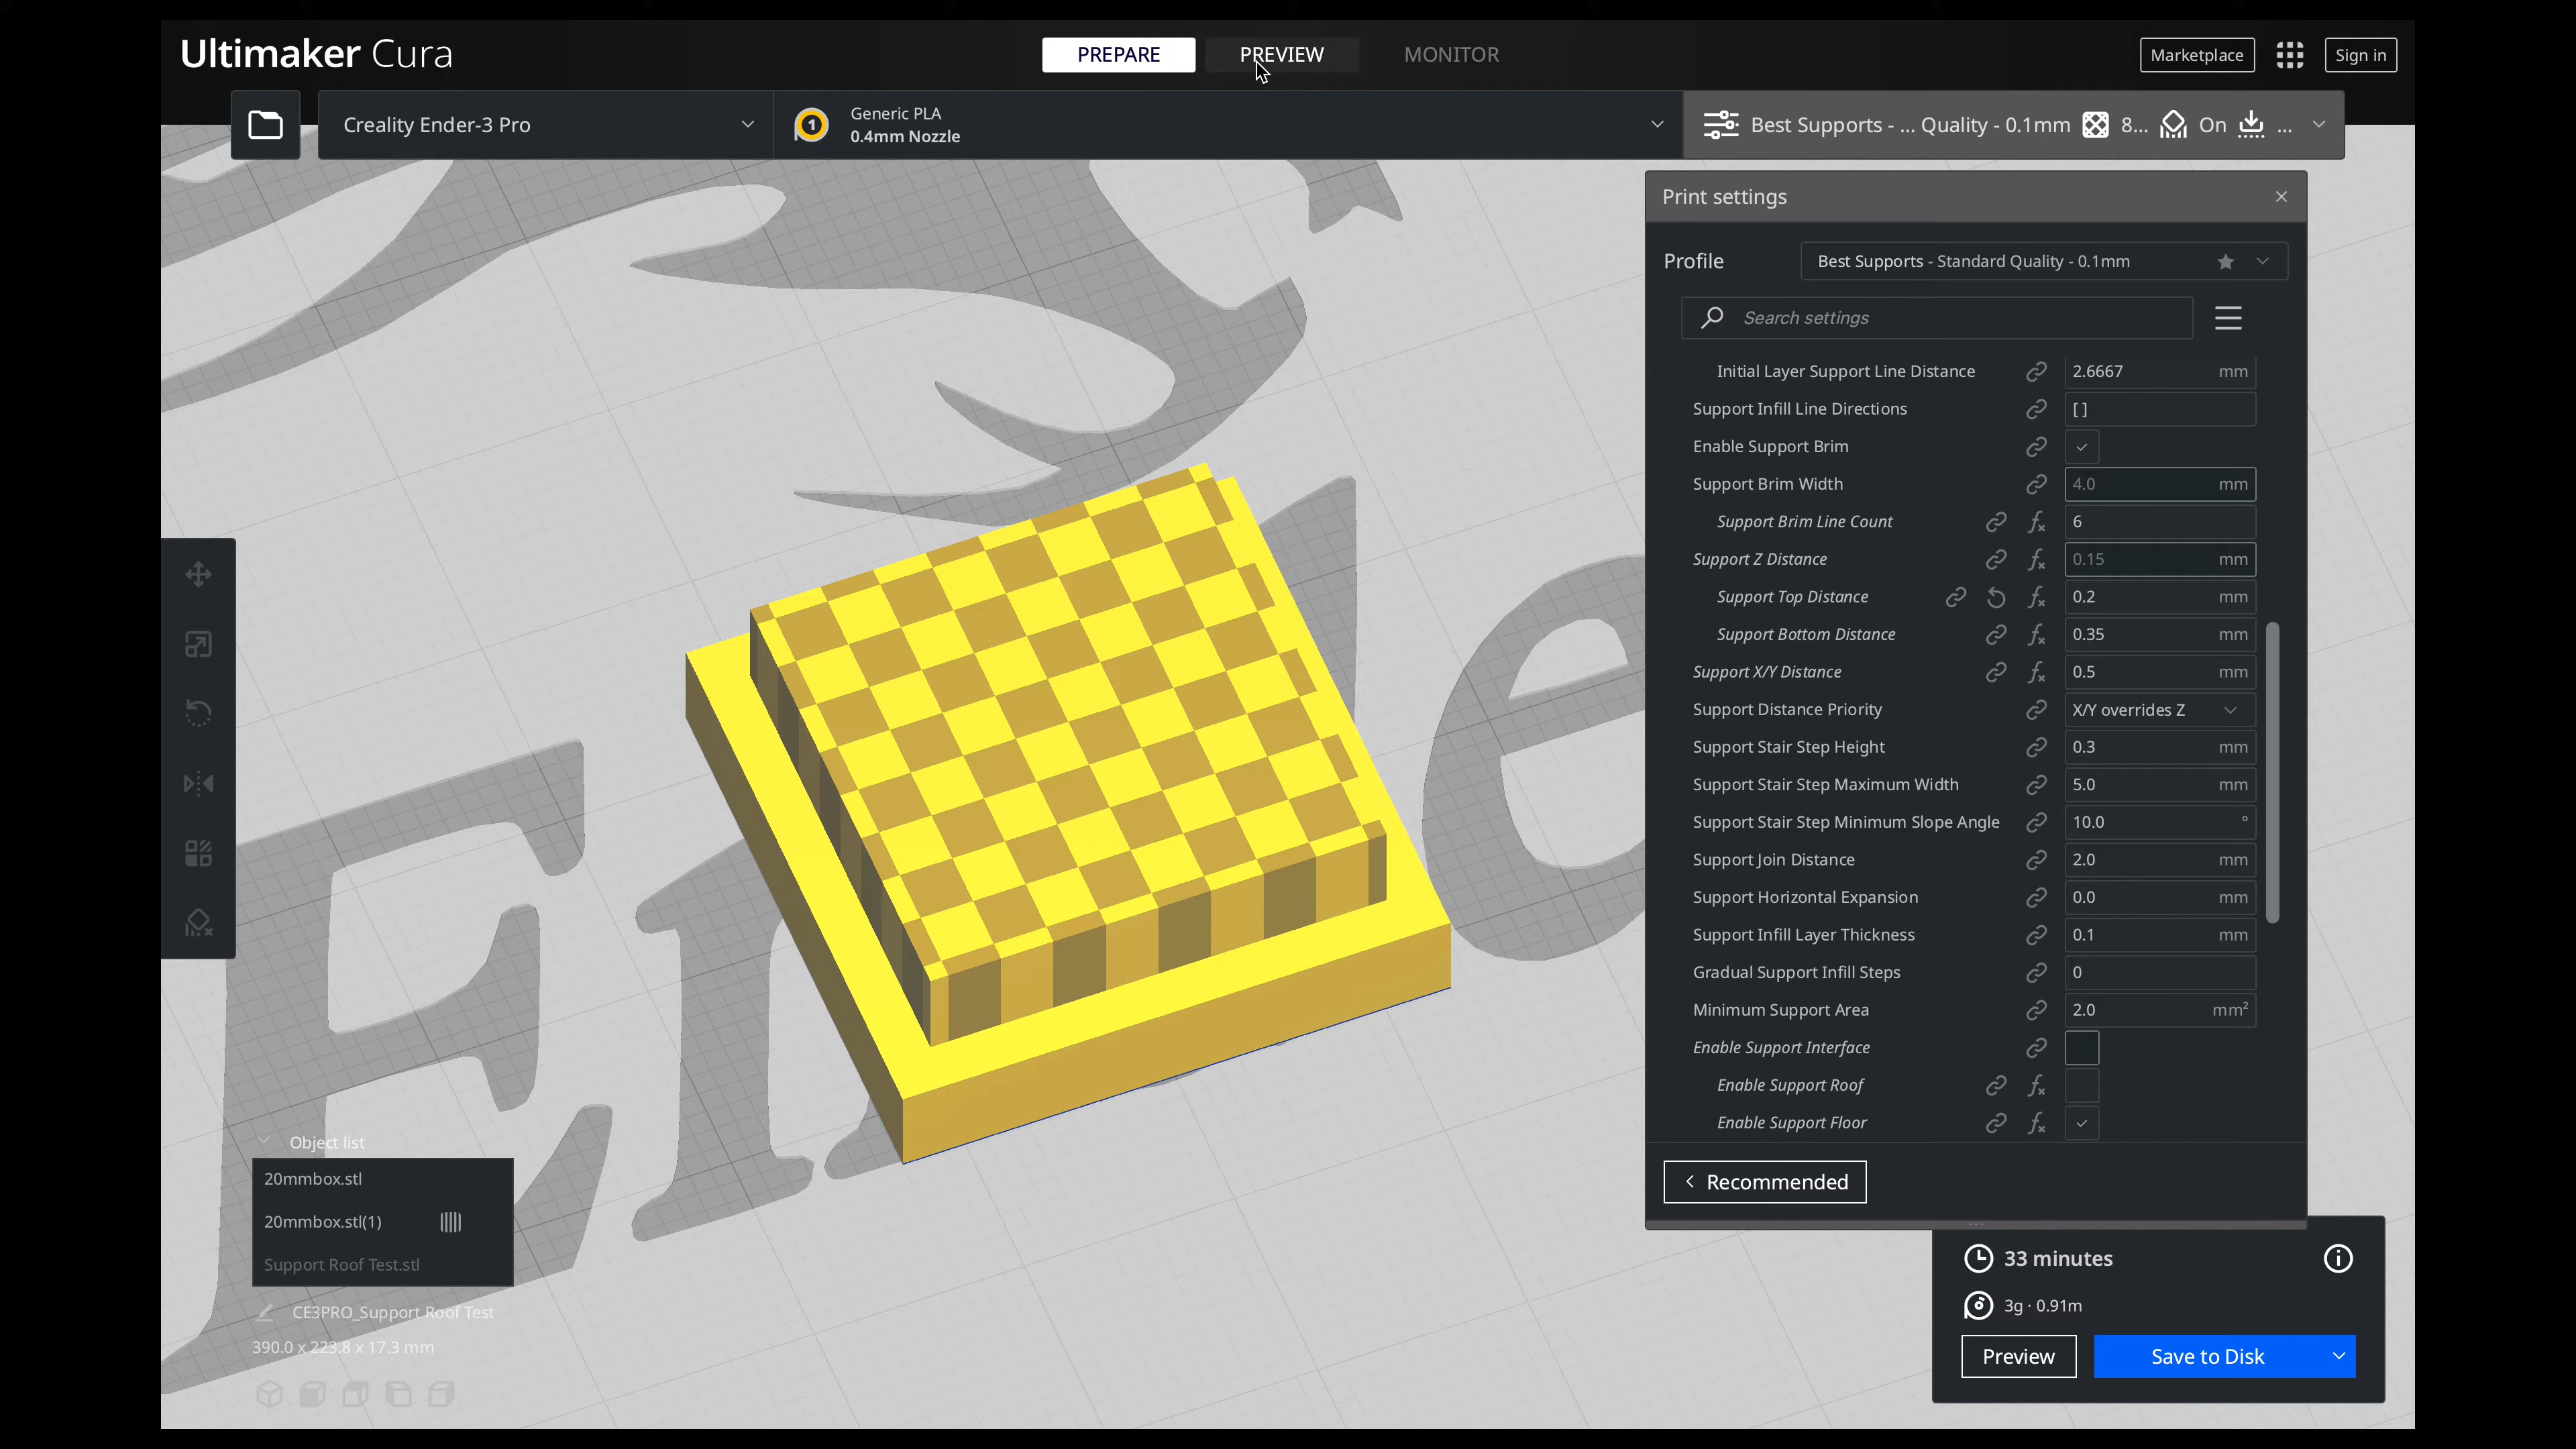 Ultimaker Cura
PREPARE
PREVIEW
MONITOR
Marketplace
Sign in
Creality Ender-3 Pro
1
Generic PLA
0.4mm Nozzle
Best Supports - ... Quality - 0.1mm
8...
On
...
Print settings
Profile
Best Supports - Standard Quality - 0.1mm
Search settings
Initial Layer Support Line Distance 2.6667 mm
Support Infill Line Directions [ ]
Enable Support Brim
Support Brim Width 4.0 mm
Support Brim Line Count 6
Support Z Distance 0.15 mm
Support Top Distance 0.2 mm
Support Bottom Distance 0.35 mm
Support X/Y Distance 0.5 mm
Support Distance Priority X/Y overrides Z
Support Stair Step Height 0.3 mm
Support Stair Step Maximum Width 5.0 mm
Support Stair Step Minimum Slope Angle 10.0 °
Support Join Distance 2.0 mm
Support Horizontal Expansion 0.0 mm
Support Infill Layer Thickness 0.1 mm
Gradual Support Infill Steps 0
Minimum Support Area 2.0 mm²
Enable Support Interface
Enable Support Roof
Enable Support Floor
Recommended
Object list
20mmbox.stl
20mmbox.stl(1)
Support Roof Test.stl
CE3PRO_Support Roof Test
390.0 x 223.8 x 17.3 mm
33 minutes
3g · 0.91m
Preview
Save to Disk